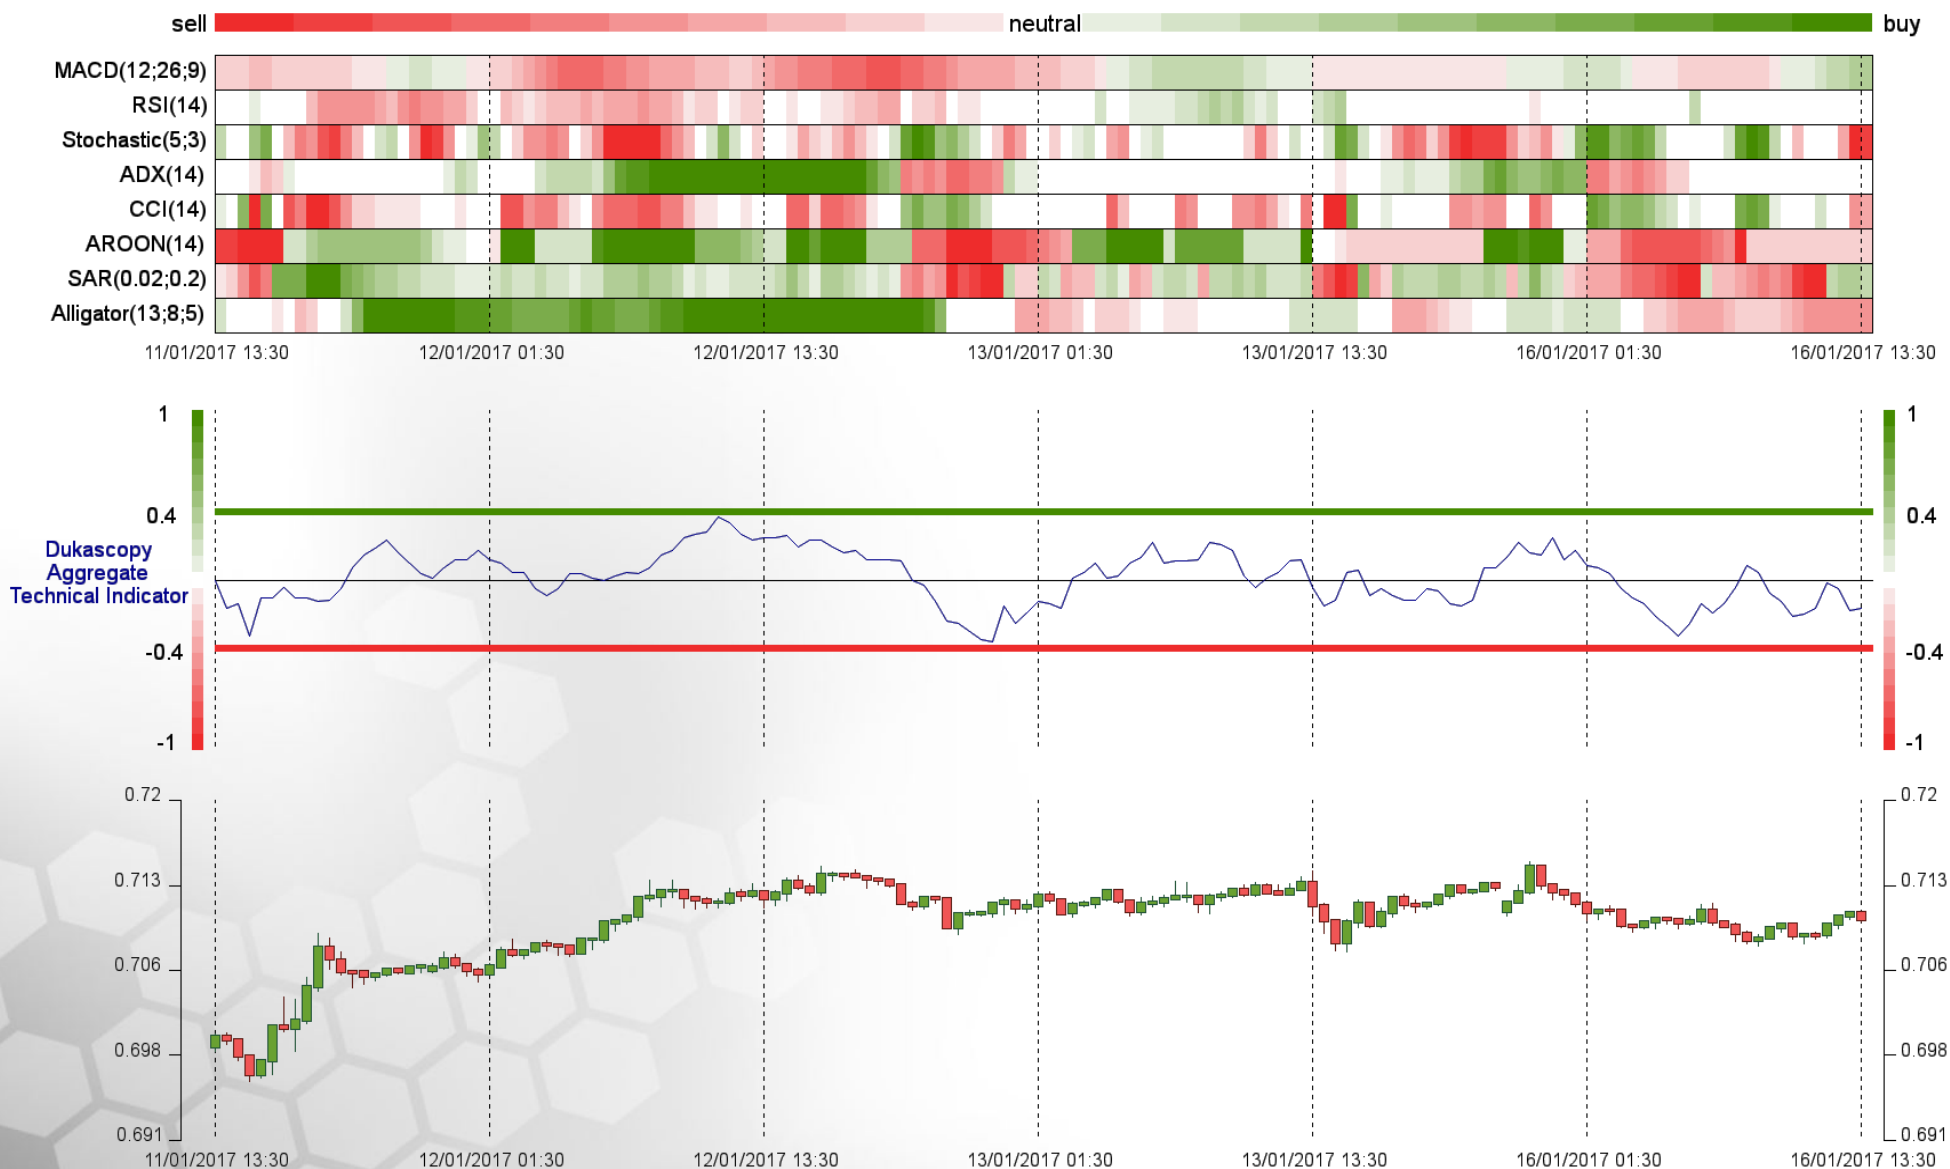 sell neutral buy
MACD(12;26;9)
RSI(14)
Stochastic(5;3)
ADX(14)
CCI(14)
AROON(14)
SAR(0.02;0.2)
Alligator(13;8;5)
11/01/2017 13:30 12/01/2017 01:30 12/01/2017 13:30 13/01/2017 01:30 13/01/2017 13:30 16/01/2017 01:30 16/01/2017 13:30
1 1
0.4 0.4
Dukascopy
Aggregate
Technical Indicator
-0.4 -0.4
-1 -1
0.72 0.72
0.713 0.713
0.706 0.706
0.698 0.698
0.691 0.691
11/01/2017 13:30 12/01/2017 01:30 12/01/2017 13:30 13/01/2017 01:30 13/01/2017 13:30 16/01/2017 01:30 16/01/2017 13:30